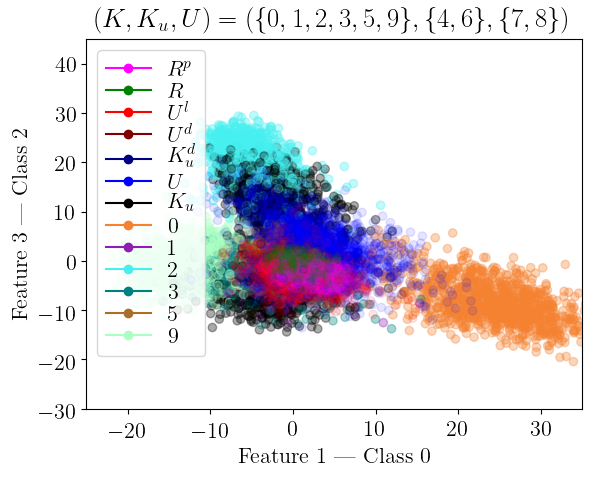 (K, K_u, U) = ({0, 1, 2, 3, 5, 9}, {4, 6}, {7, 8})
R^p
R
U^l
U^d
K_u^d
U
K_u
0
1
2
3
5
9
Feature 3 — Class 2
40
30
20
10
0
−10
−20
−30
−20
−10
0
10
20
30
Feature 1 — Class 0